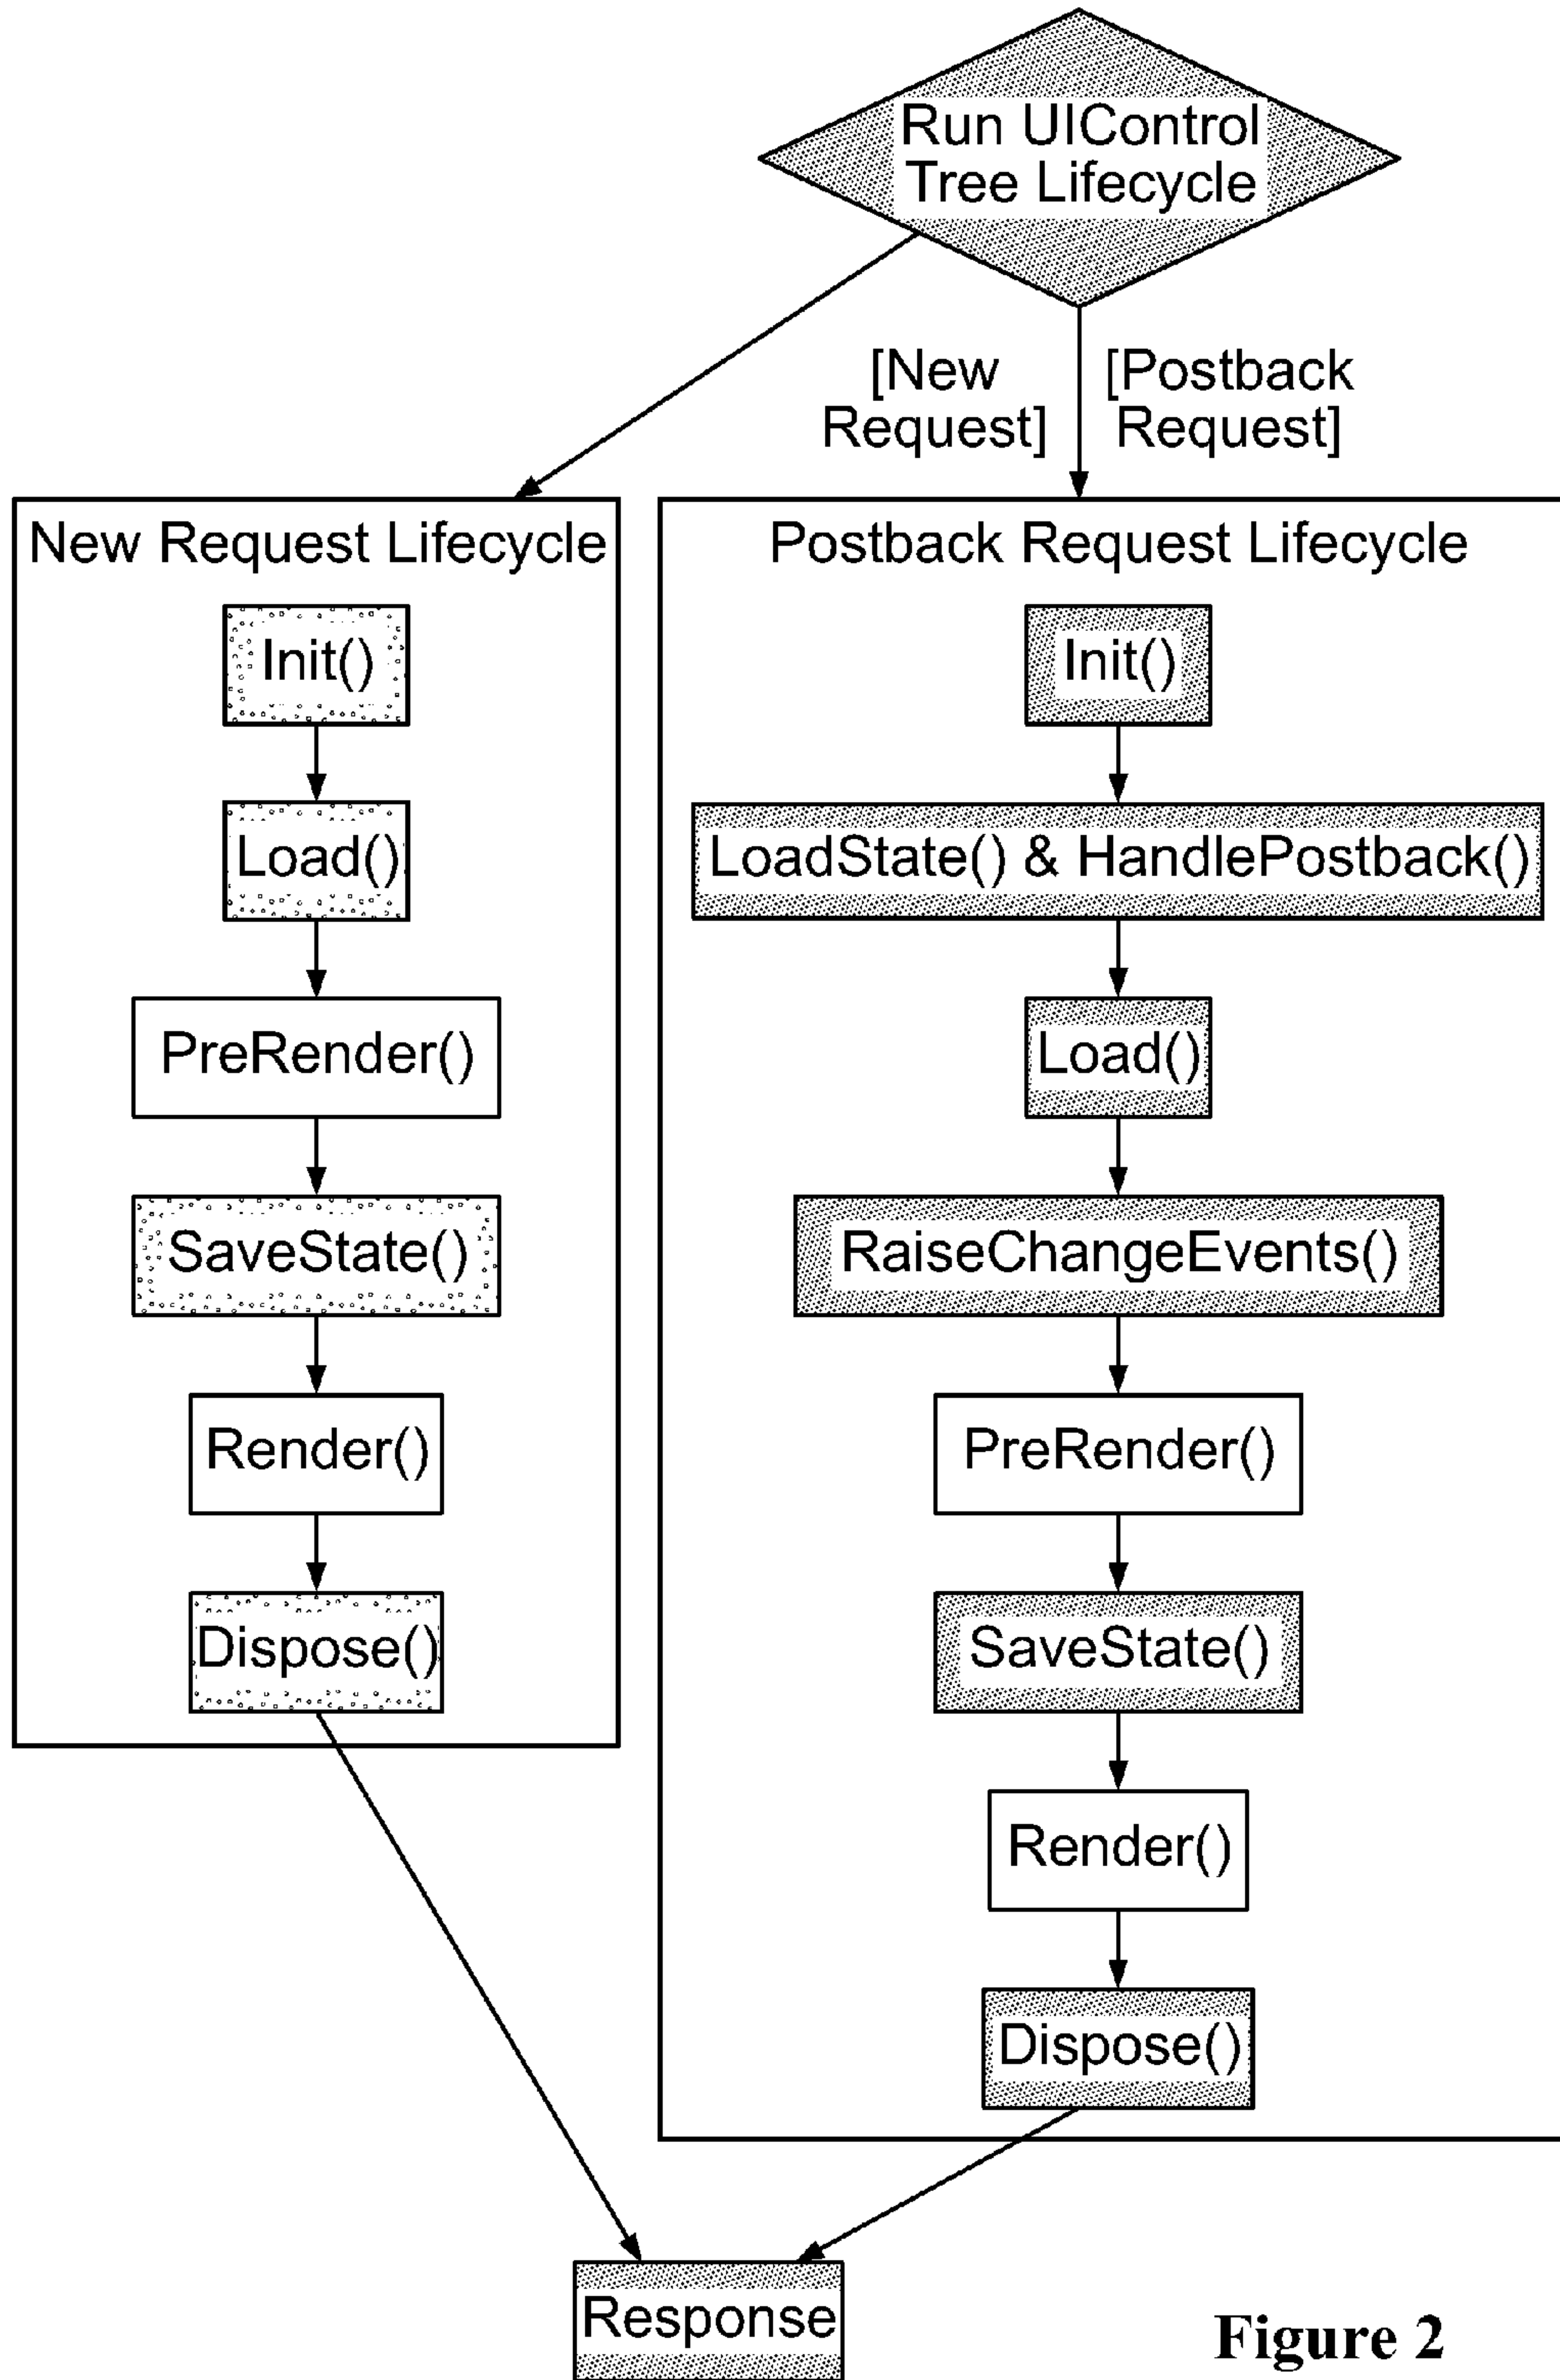 Run UIControl
Tree Lifecycle
[New
Request]
[Postback
Request]
New Request Lifecycle
Init()
Load()
PreRender()
SaveState()
Render()
Dispose()
Postback Request Lifecycle
Init()
LoadState() & HandlePostback()
Load()
RaiseChangeEvents()
PreRender()
SaveState()
Render()
Dispose()
Response
Figure 2